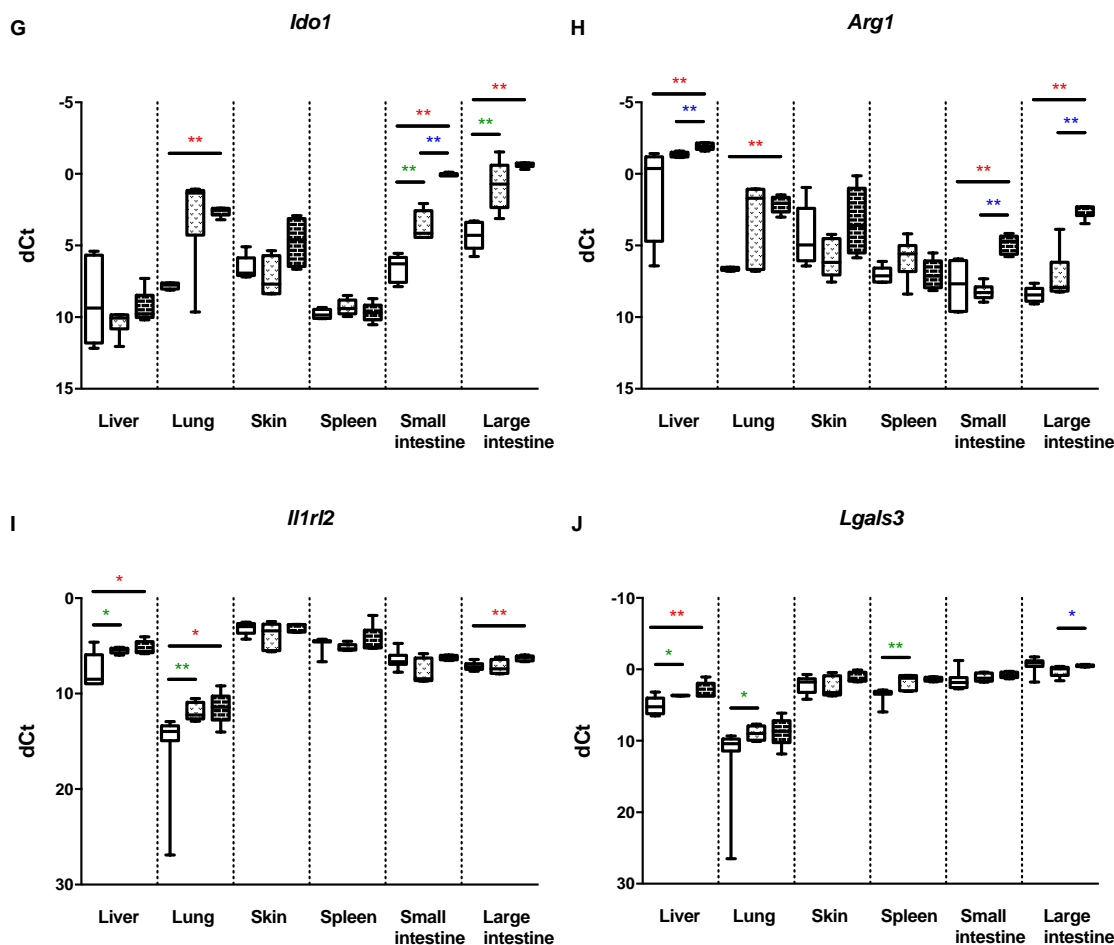 G
Ido1
H
Arg1
dCt
-5
0
5
10
15
**
**
**
**
**
**
Liver
Lung
Skin
Spleen
Small
intestine
Large
intestine
dCt
-5
0
5
10
15
**
**
**
**
**
**
**
Liver
Lung
Skin
Spleen
Small
intestine
Large
intestine
I
Il1rl2
J
Lgals3
dCt
0
10
20
30
*
*
*
**
**
Liver
Lung
Skin
Spleen
Small
intestine
Large
intestine
dCt
-10
0
10
20
30
**
*
*
**
*
Liver
Lung
Skin
Spleen
Small
intestine
Large
intestine